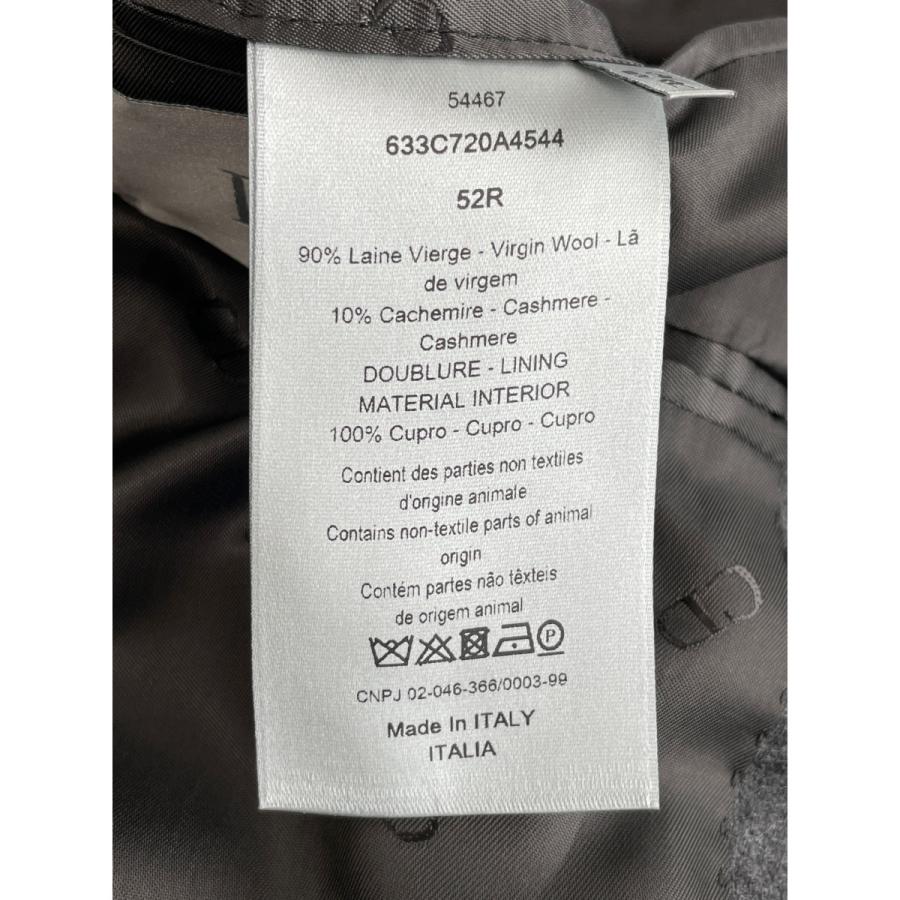 54467
633C720A4544
52R
90% Laine Vierge - Virgin Wool - Lã
de virgem
10% Cachemire - Cashmere -
Cashmere
DOUBLURE - LINING
MATERIAL INTERIOR
100% Cupro - Cupro - Cupro
Contient des parties non textiles
d'origine animale
Contains non-textile parts of animal
origin
Contém partes não têxteis
de origem animal
P
CNPJ 02-046-366/0003-99
Made In ITALY
ITALIA